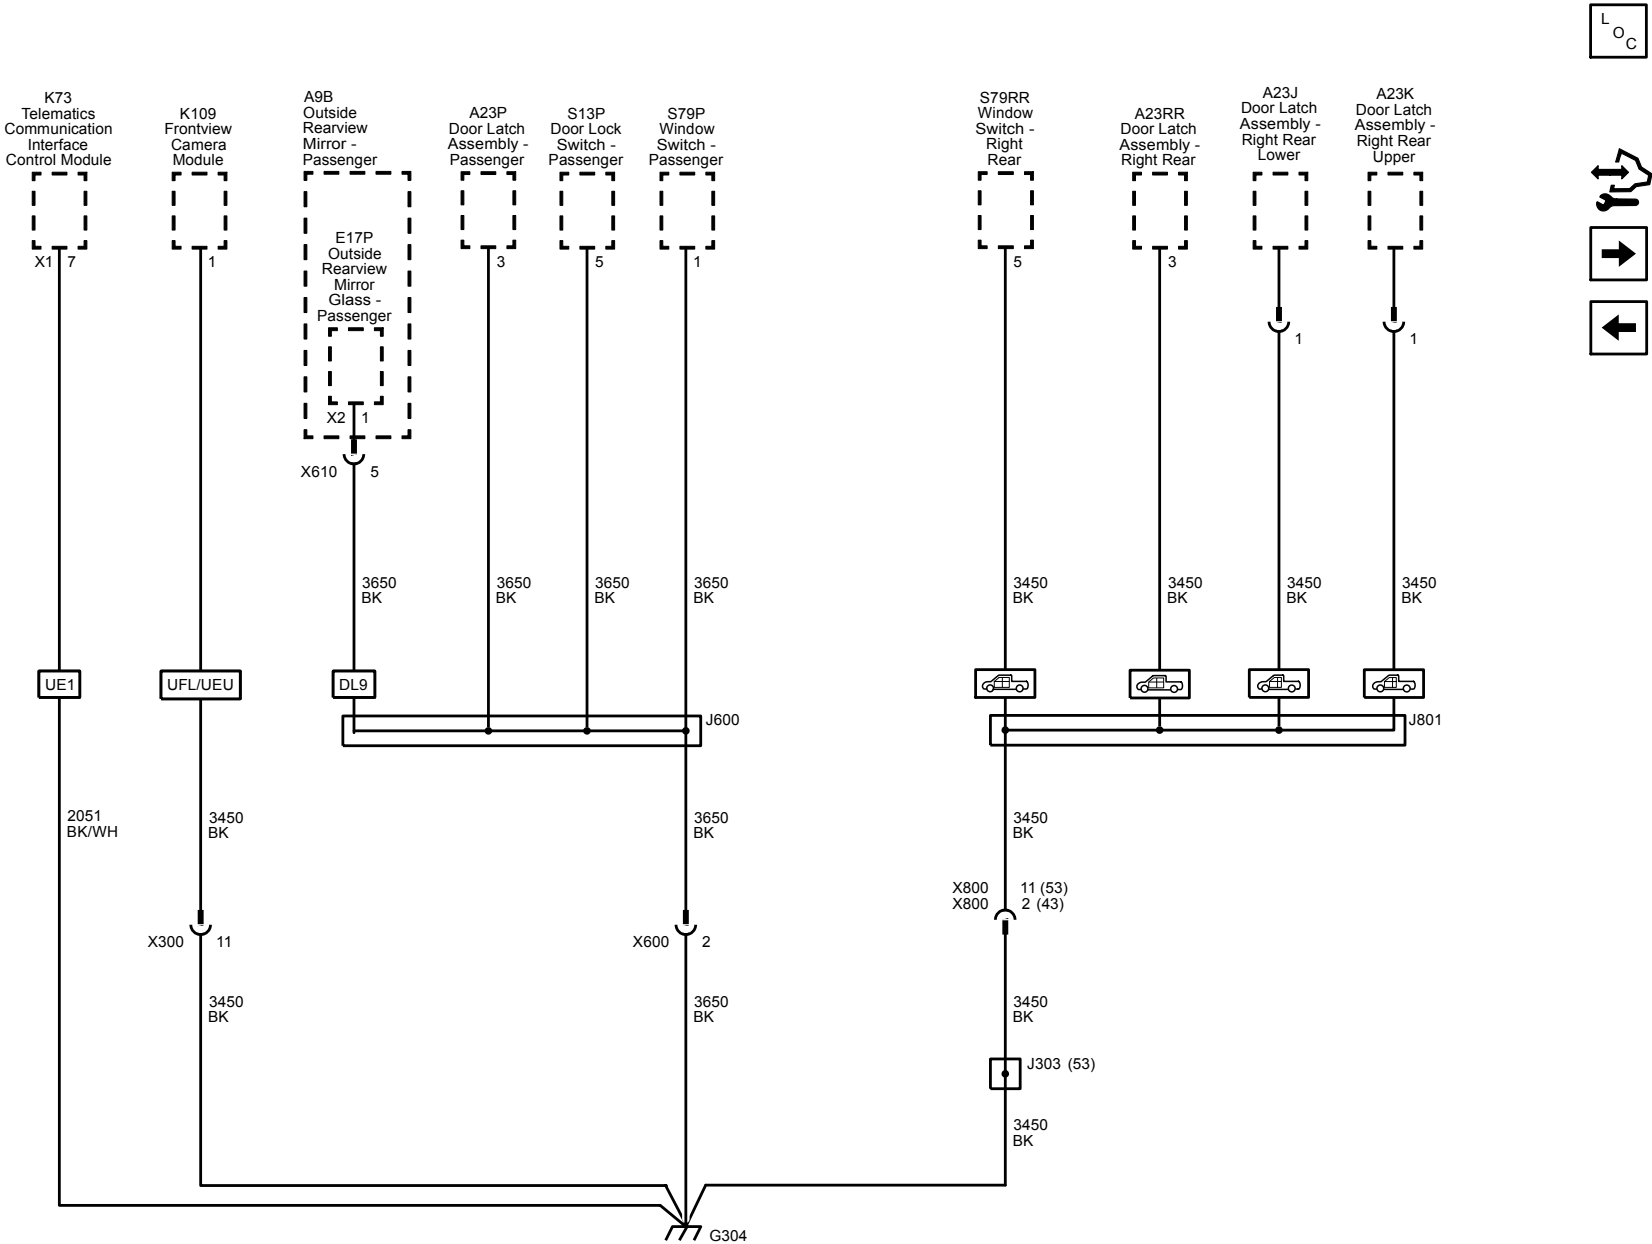 L
O
C
K73
Telematics
Communication
Interface
Control Module
K109
Frontview
Camera
Module
A9B
Outside
Rearview
Mirror -
Passenger
A23P
Door Latch
Assembly -
Passenger
S13P
Door Lock
Switch -
Passenger
S79P
Window
Switch -
Passenger
S79RR
Window
Switch -
Right
Rear
A23RR
Door Latch
Assembly -
Right Rear
A23J
Door Latch
Assembly -
Right Rear
Lower
A23K
Door Latch
Assembly -
Right Rear
Upper
E17P
Outside
Rearview
Mirror
Glass -
Passenger
X1 7
1
3
5
1
5
3
1
1
X2 1
X610 5
3650
BK
3650
BK
3650
BK
3650
BK
3450
BK
3450
BK
3450
BK
3450
BK
UE1
UFL/UEU
DL9
J600
J801
2051
BK/WH
3450
BK
3650
BK
3450
BK
X800 11 (53)
X800 2 (43)
X300 11
X600 2
3450
BK
3650
BK
3450
BK
J303 (53)
3450
BK
G304